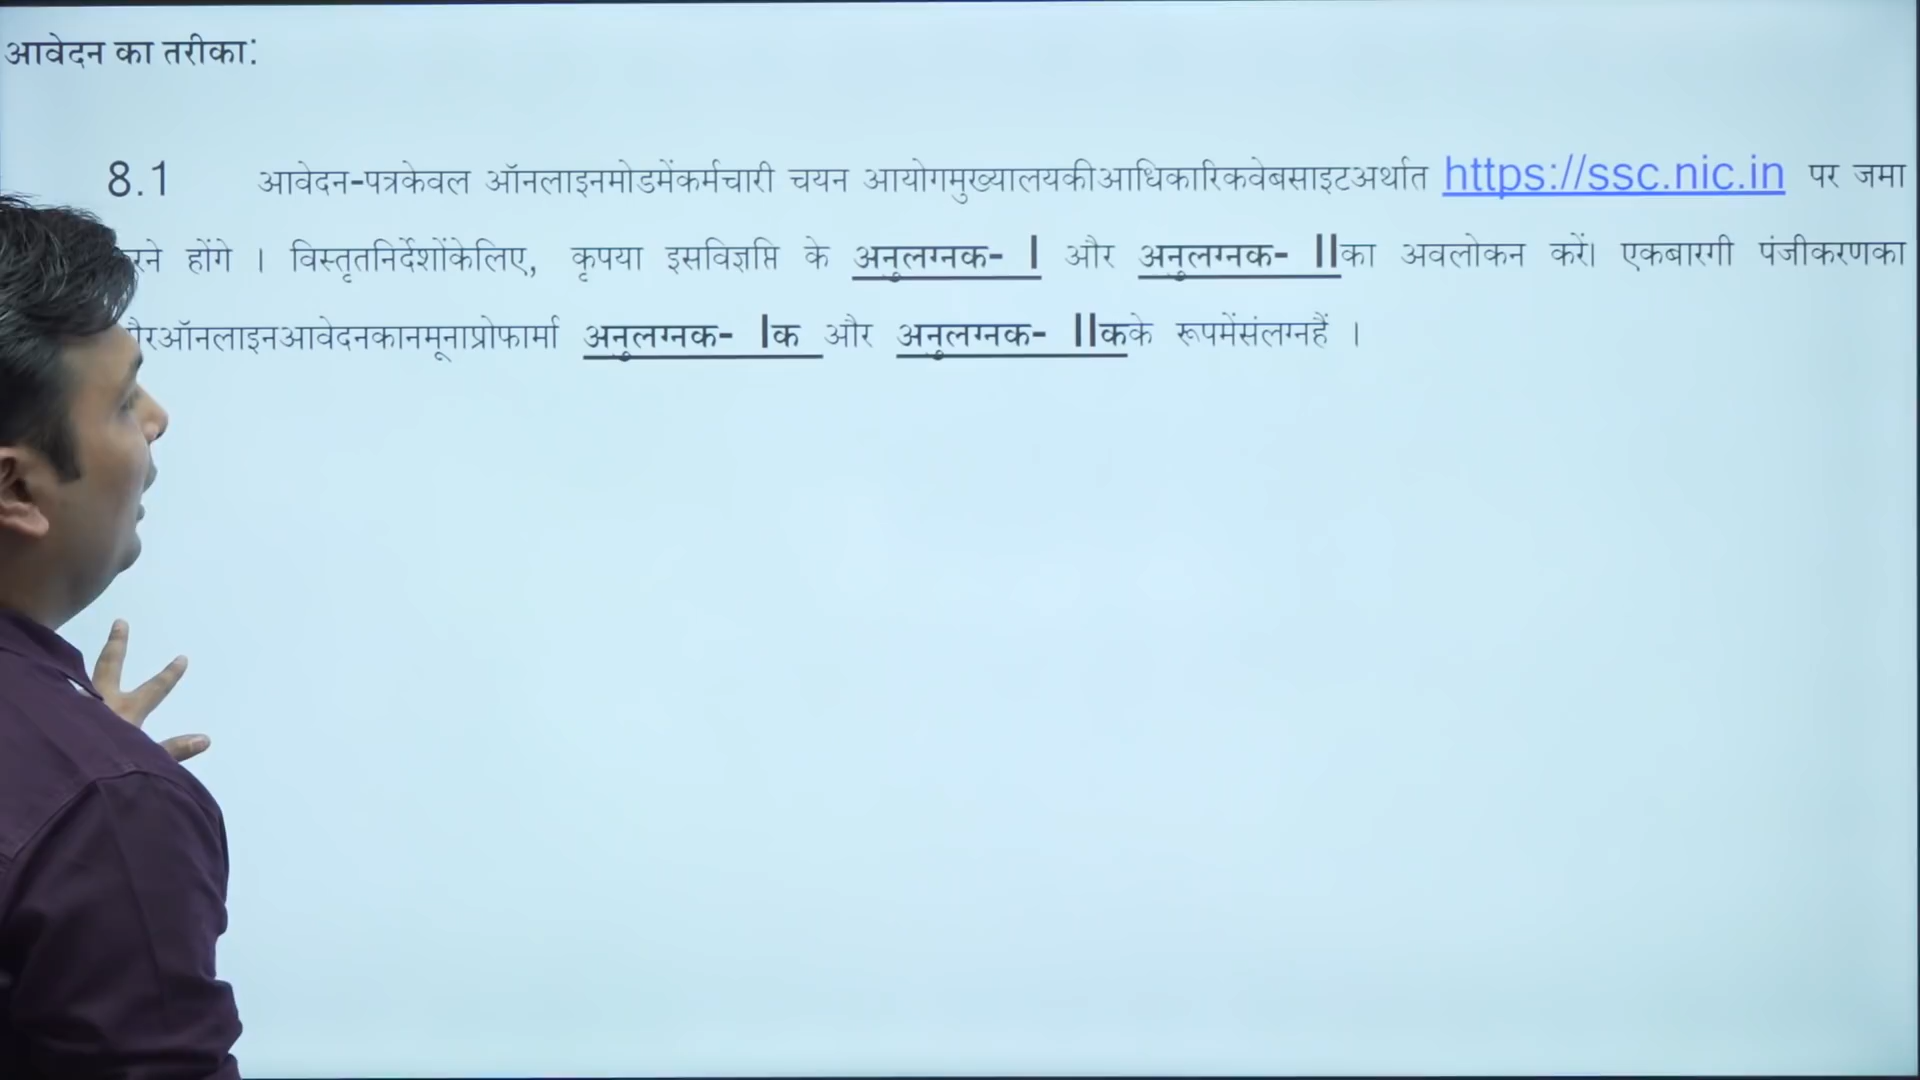 आवेदन का तरीका:
8.1 आवेदन-पत्रकेवल ऑनलाइनमोडमेंकर्मचारी चयन आयोगमुख्यालयकीआधिकारिकवेबसाइटअर्थात https://ssc.nic.in पर जमा
रने होंगे । विस्तृतनिर्देशोंकेलिए, कृपया इसविज्ञप्ति के अनुलग्नक- I और अनुलग्नक- IIका अवलोकन करें। एकबारगी पंजीकरणका
रऑनलाइनआवेदनकानमूनाप्रोफार्मा अनुलग्नक- Iक और अनुलग्नक- IIकके रूपमेंसंलग्नहैं ।